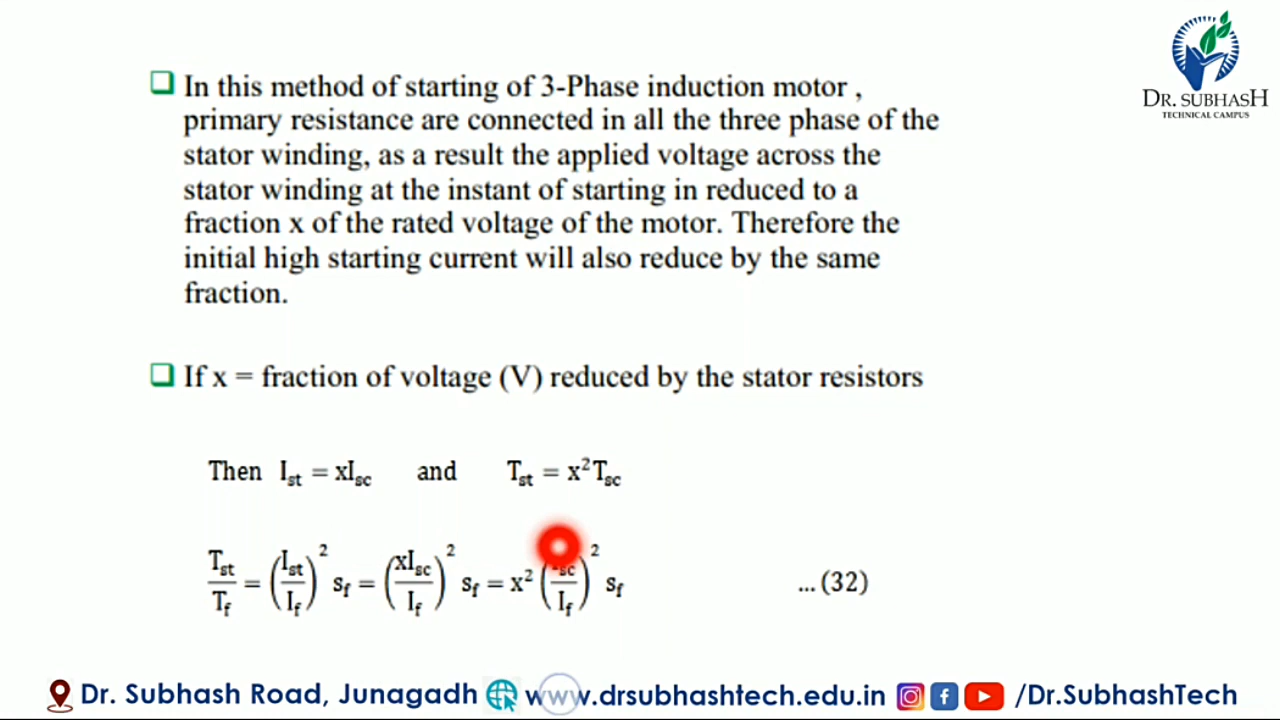 DR. SUBHASH
TECHNICAL CAMPUS
In this method of starting of 3-Phase induction motor ,
primary resistance are connected in all the three phase of the
stator winding, as a result the applied voltage across the
stator winding at the instant of starting in reduced to a
fraction x of the rated voltage of the motor. Therefore the
initial high starting current will also reduce by the same
fraction.
If x = fraction of voltage (V) reduced by the stator resistors
Then I_st = xI_sc and T_st = x²T_sc
T_st/T_f = (I_st/I_f)² s_f = (xI_sc/I_f)² s_f = x² (I_sc/I_f)² s_f ... (32)
Dr. Subhash Road, Junagadh www.drsubhashtech.edu.in /Dr.SubhashTech